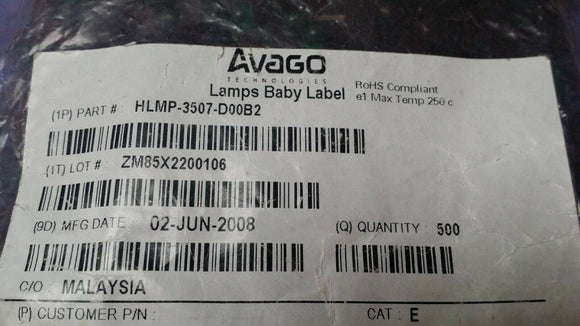 AVAGO
TECHNOLOGIES
Lamps Baby Label
RoHS Compliant
e1 Max Temp 250 c
(1P) PART # : HLMP-3507-D00B2
(1T) LOT # : ZM85X2200106
(9D) MFG DATE : 02-JUN-2008 (Q) QUANTITY : 500
C/O : MALAYSIA
(P) CUSTOMER P/N : CAT : E